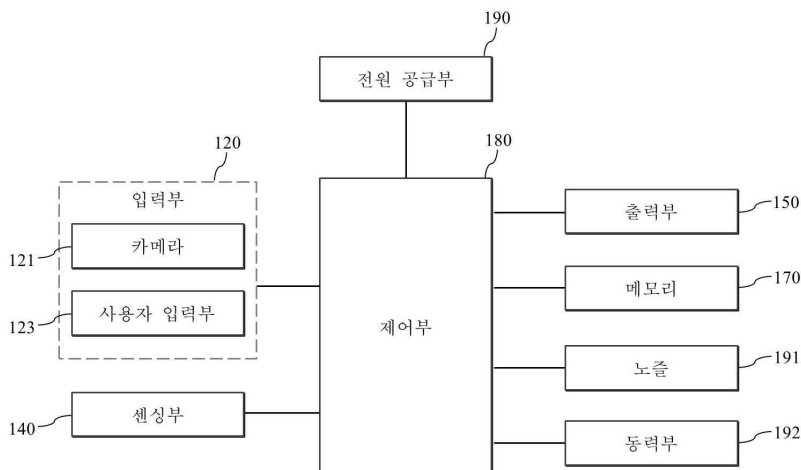 190
전원 공급부
120
180
입력부
카메라
121
사용자 입력부
123
센싱부
140
제어부
출력부
150
메모리
170
노즐
191
동력부
192